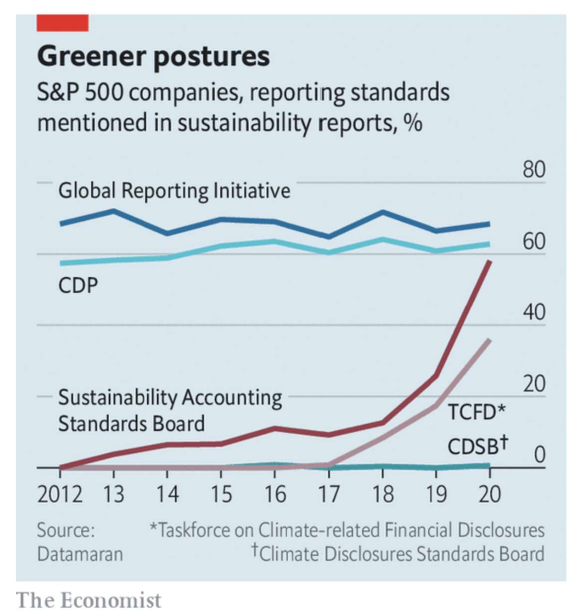 Greener postures
S&P 500 companies, reporting standards
mentioned in sustainability reports, %
80
Global Reporting Initiative
60
CDP
40
Sustainability Accounting
Standards Board
20
TCFD*
CDSB†
0
2012 13 14 15 16 17 18 19 20
Source:
Datamaran
*Taskforce on Climate-related Financial Disclosures
†Climate Disclosures Standards Board
The Economist